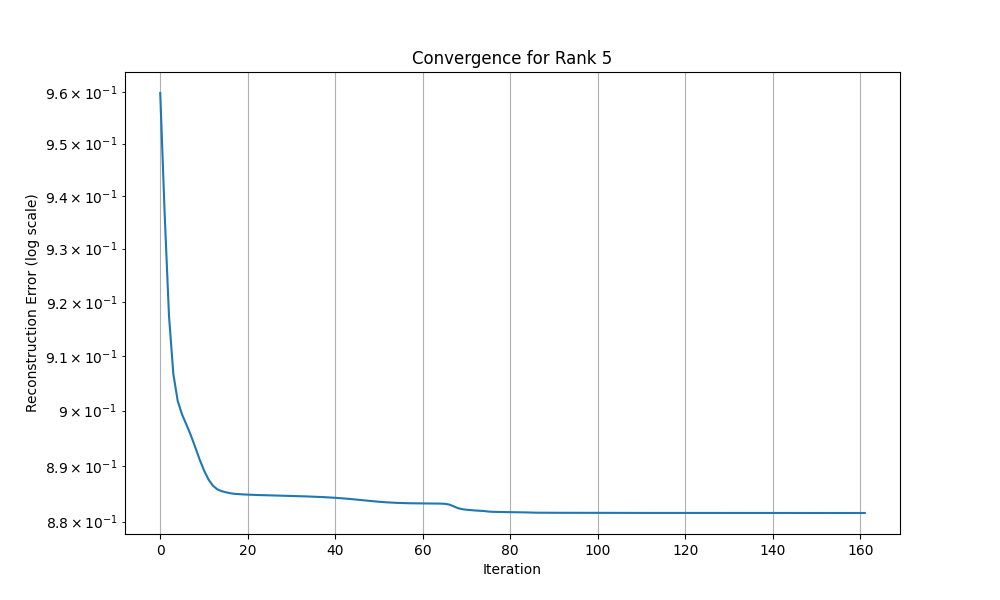 Convergence for Rank 5
Reconstruction Error (log scale)
9.6 × 10⁻¹
9.5 × 10⁻¹
9.4 × 10⁻¹
9.3 × 10⁻¹
9.2 × 10⁻¹
9.1 × 10⁻¹
9 × 10⁻¹
8.9 × 10⁻¹
8.8 × 10⁻¹
0 20 40 60 80 100 120 140 160
Iteration